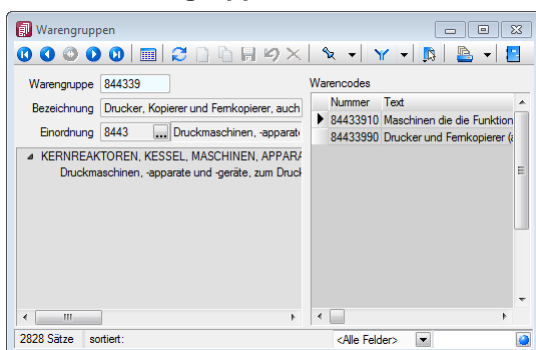 Warengruppen
Warengruppe 844339
Bezeichnung Drucker, Kopierer und Fernkopierer, auch
Einordnung 8443 ... Druckmaschinen, -apparate
KERNREAKTOREN, KESSEL, MASCHINEN, APPARA
Druckmaschinen, -apparate und -geräte, zum Druck
Warencodes
Nummer Text
84433910 Maschinen die die Funktion
84433990 Drucker und Fernkopierer (a
2828 Sätze sortiert:
<Alle Felder>